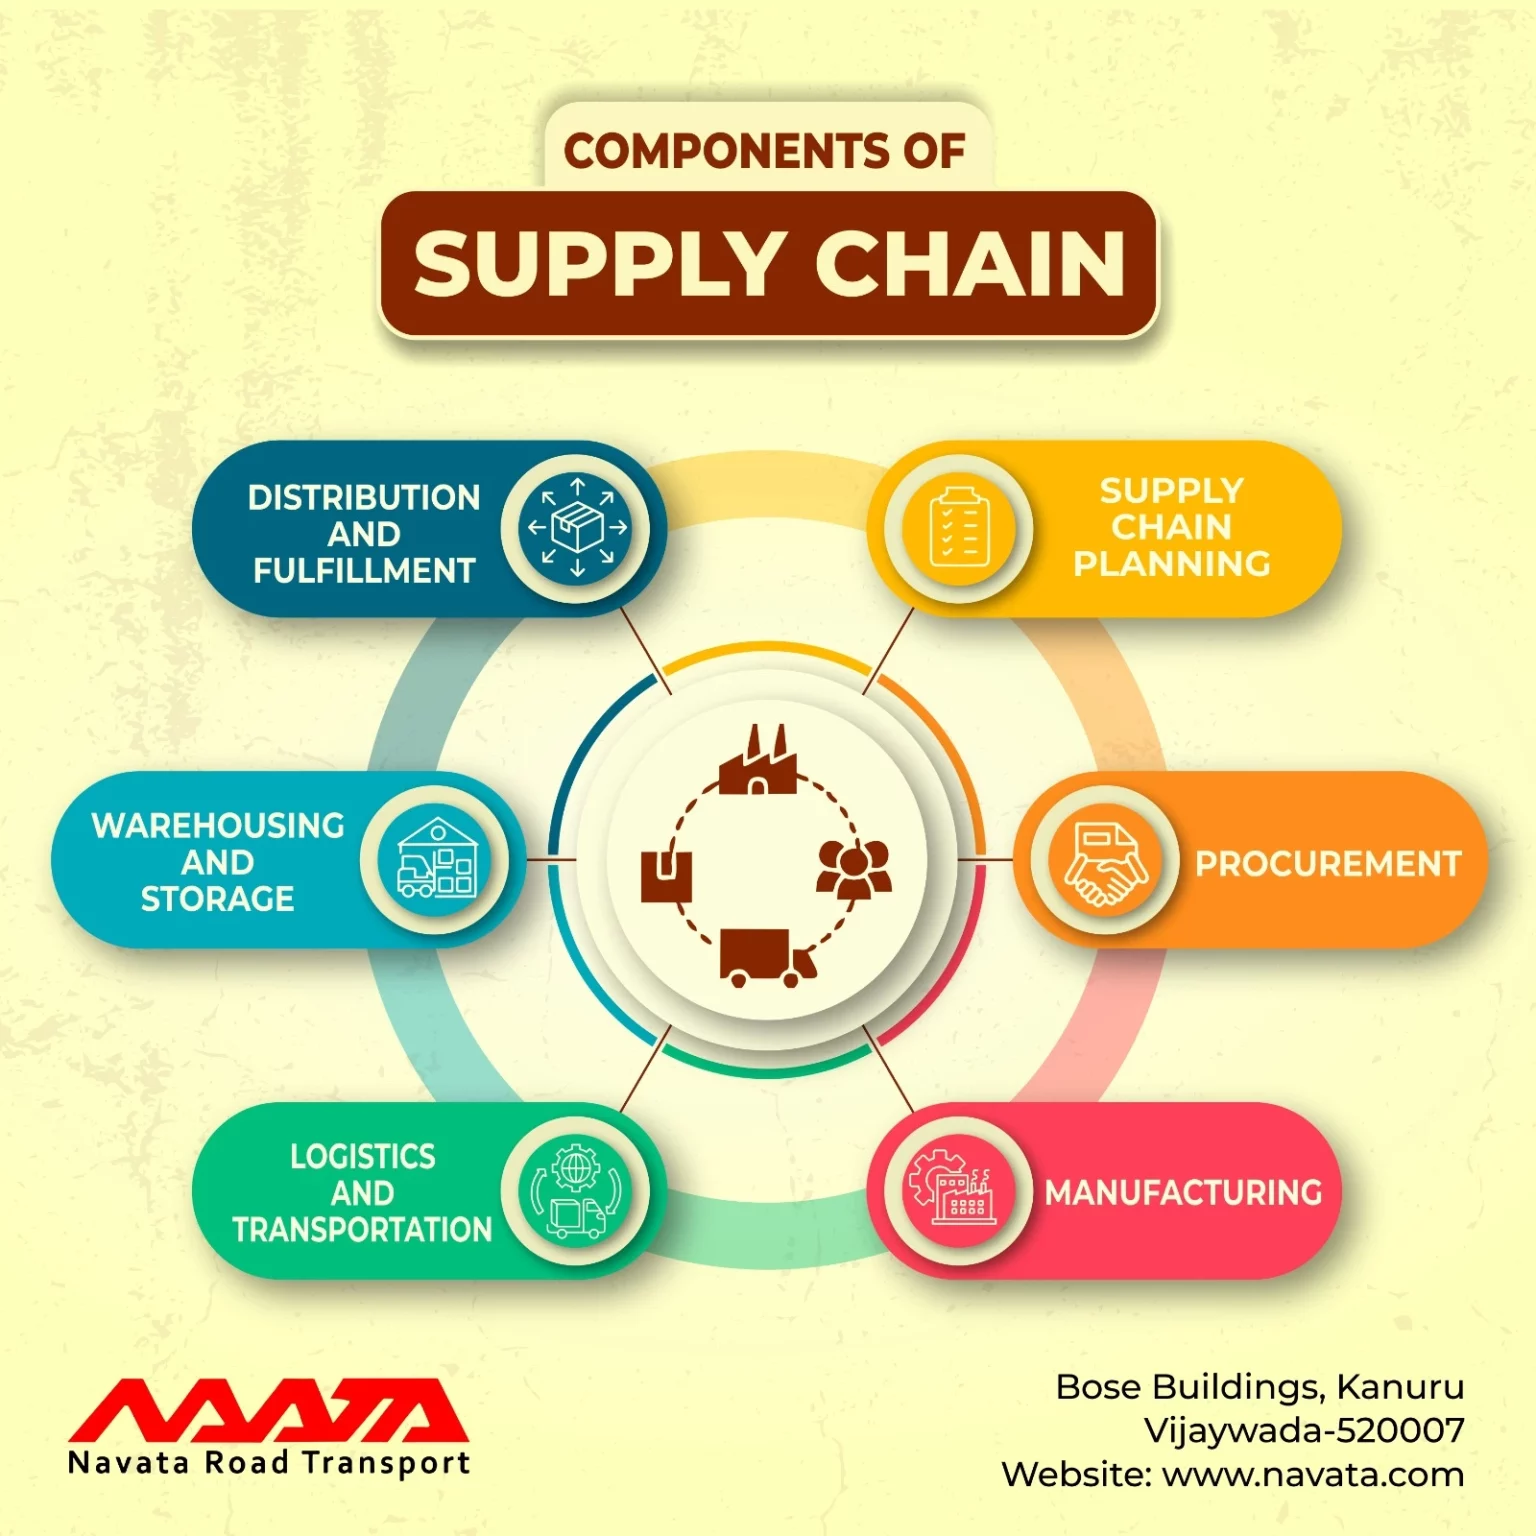 COMPONENTS OF
SUPPLY CHAIN
DISTRIBUTION
AND
FULFILLMENT
SUPPLY
CHAIN
PLANNING
WAREHOUSING
AND
STORAGE
PROCUREMENT
LOGISTICS
AND
TRANSPORTATION
MANUFACTURING
NAVATA
Navata Road Transport
Bose Buildings, Kanuru
Vijaywada-520007
Website: www.navata.com